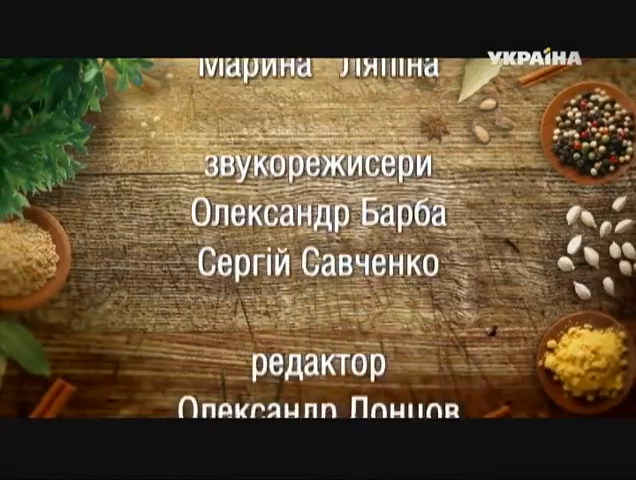 УКРАЇНА
Марина Ляпіна
звукорежисери
Олександр Барба
Сергій Савченко
редактор
Олександр Донцов